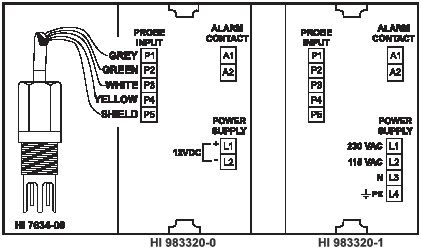 PROBE INPUT
ALARM CONTACT
PROBE INPUT
ALARM CONTACT
GREY P1
GREEN P2
WHITE P3
YELLOW P4
SHIELD P5
A1
A2
P1
P2
P3
P4
P5
A1
A2
POWER SUPPLY
12VDC
+ L1
- L2
POWER SUPPLY
230 VAC L1
115 VAC L2
N L3
PE L4
HI 7634-00
HI 983320-0
HI 983320-1